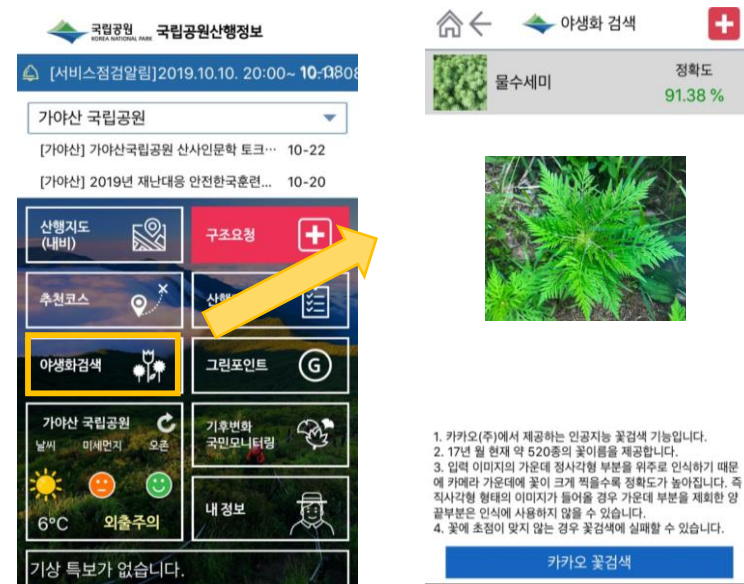 국립공원
KOREA NATIONAL PARK
국립공원산행정보
[서비스점검알림]2019.10.10. 20:00~
가야산 국립공원
[가야산] 가야산국립공원 산사인문학 토크… 10-22
[가야산] 2019년 재난대응 안전한국훈련... 10-20
산행지도
(내비)
구조요청
추천코스
야생화검색
그린포인트
G
가야산 국립공원
날씨 미세먼지 오존
6°C 외출주의
기후변화
국민모니터링
내 정보
기상 특보가 없습니다.
야생화 검색
물수세미
정확도
91.38 %
1. 카카오(주)에서 제공하는 인공지능 꽃검색 기능입니다.
2. 17년 월 현재 약 520종의 꽃이름을 제공합니다.
3. 입력 이미지의 가운데 정사각형 부분을 위주로 인식하기 때문
에 카메라 가운데에 꽃이 크게 찍을수록 정확도가 높아집니다. 즉
직사각형 형태의 이미지가 들어올 경우 가운데 부분을 제회한 양
끝부분은 인식에 사용하지 않을 수 있습니다.
4. 꽃에 초점이 맞지 않는 경우 꽃검색에 실패할 수 있습니다.
카카오 꽃검색